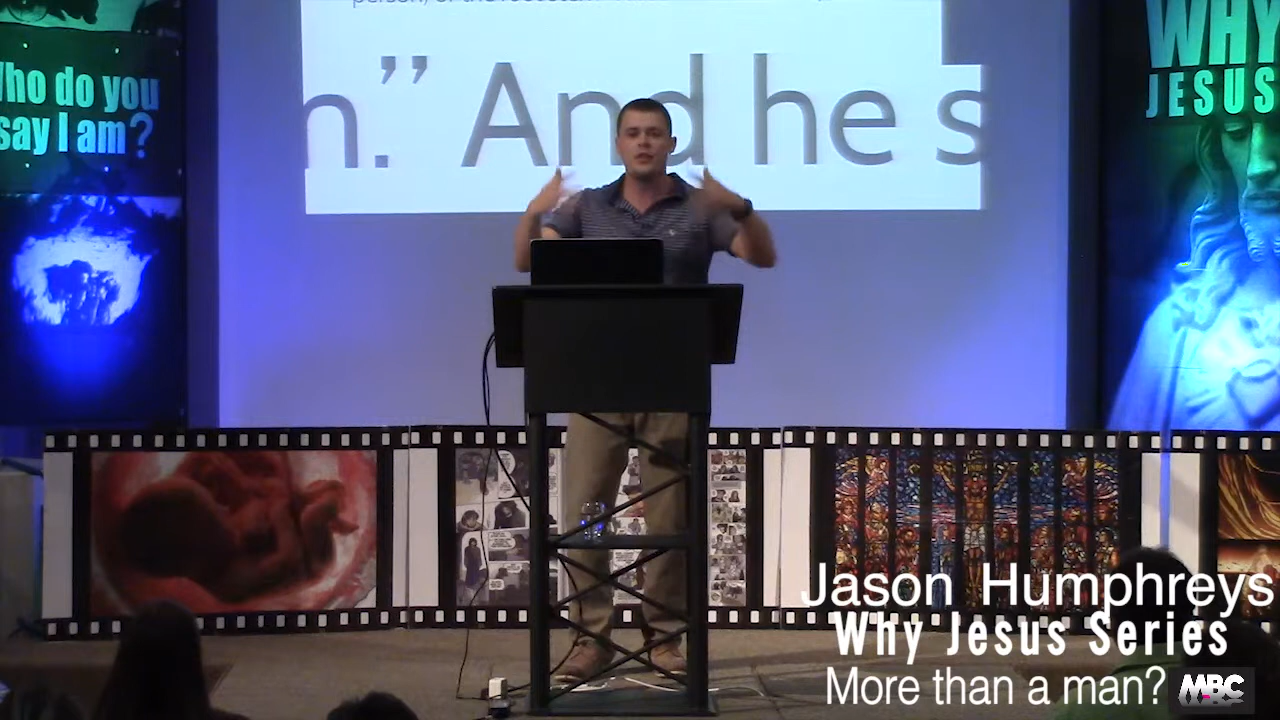 n.” And he s
Who do you
say I am?
WHY
JESUS
Jason Humphreys
Why Jesus Series
More than a man?
MBC